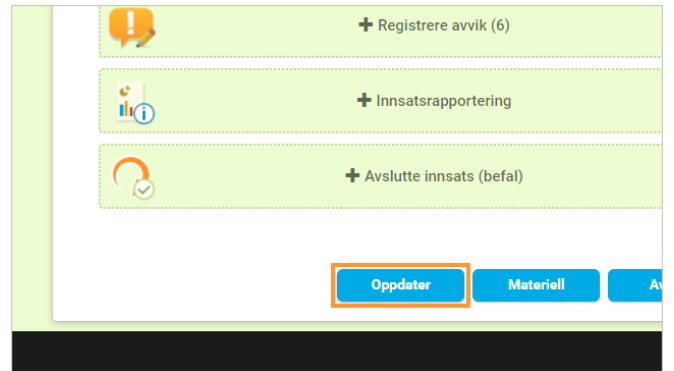 Registrere avvik (6)
Innsatsrapportering
Avslutte innsats (befal)
Oppdater Materiell